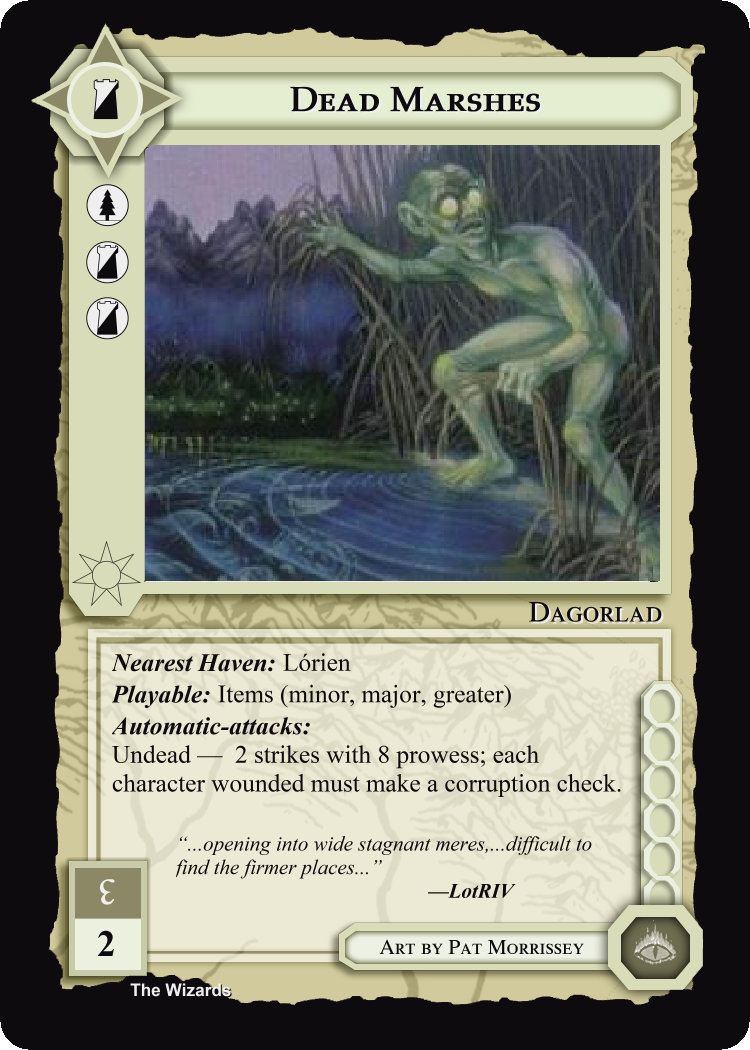 Dead Marshes
Dagorlad
Nearest Haven: Lórien
Playable: Items (minor, major, greater)
Automatic-attacks:
Undead — 2 strikes with 8 prowess; each
character wounded must make a corruption check.
“...opening into wide stagnant meres,...difficult to
find the firmer places...”
—LotRIV
2
Art by Pat Morrissey
The Wizards